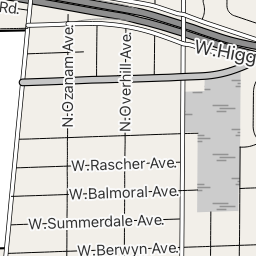 Rd.
W. Higg
N. Ozanam Ave.
N. Overhill Ave.
W. Rascher Ave.
W. Balmoral Ave.
W. Summerdale Ave.
W. Berwyn Ave.